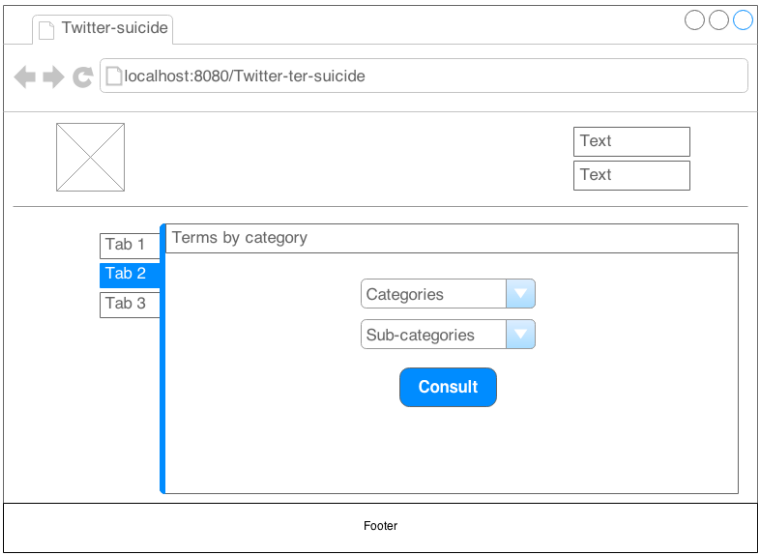 Twitter-suicide
localhost:8080/Twitter-ter-suicide
Text
Text
Tab 1
Tab 2
Tab 3
Terms by category
Categories
Sub-categories
Consult
Footer